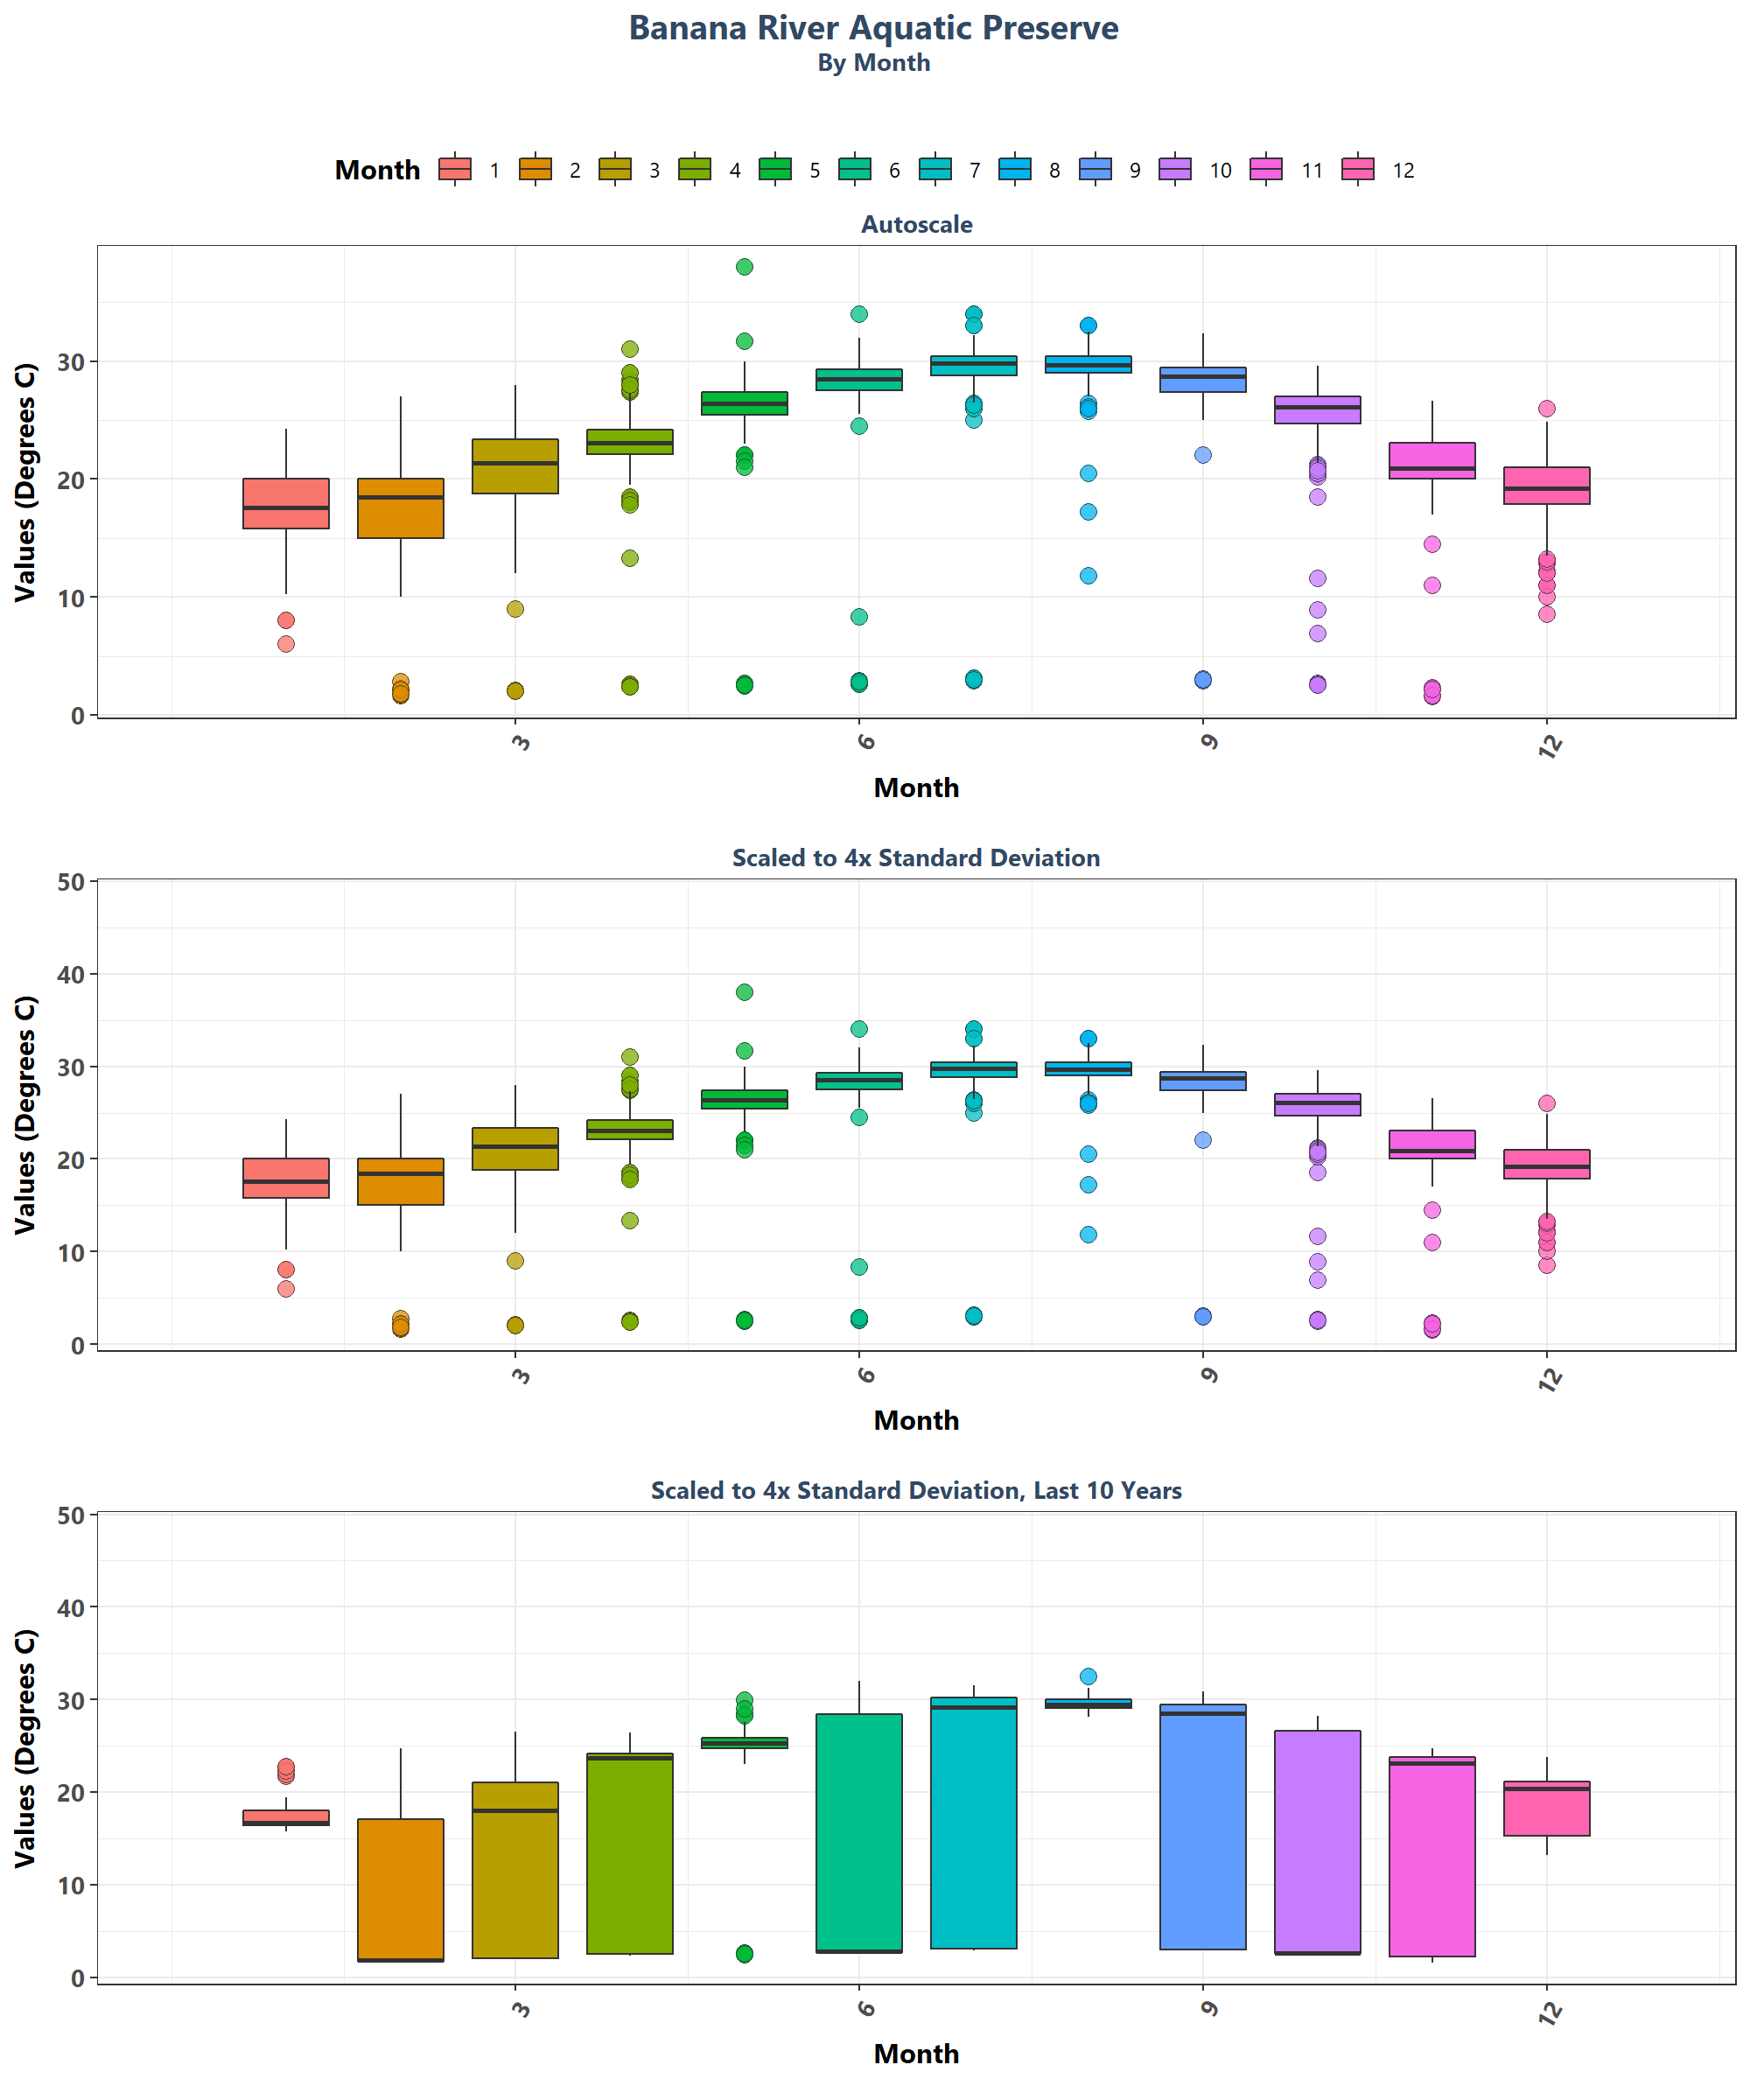 Banana River Aquatic Preserve
By Month
Month 1 2 3 4 5 6 7 8 9 10 11 12
Autoscale
Values (Degrees C)
30
20
10
0
3 6 9 12
Month
Scaled to 4x Standard Deviation
Values (Degrees C)
50
40
30
20
10
0
3 6 9 12
Month
Scaled to 4x Standard Deviation, Last 10 Years
Values (Degrees C)
50
40
30
20
10
0
3 6 9 12
Month